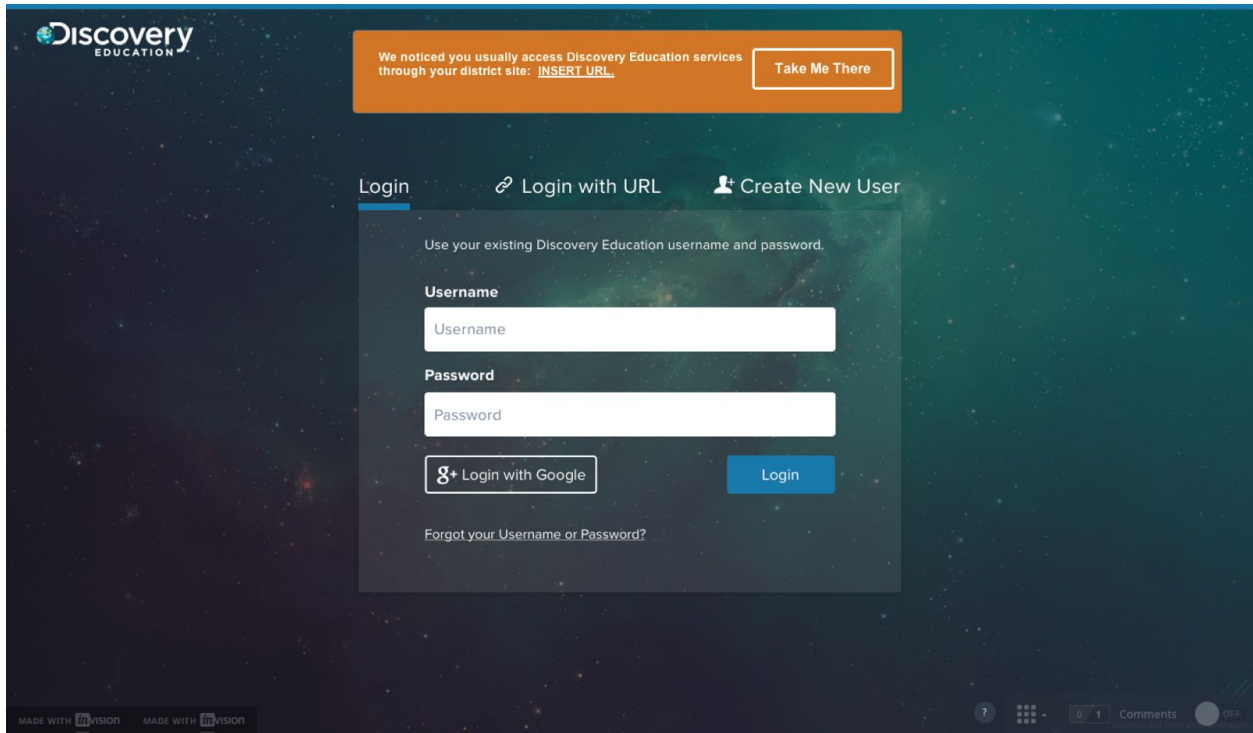 Discovery
EDUCATION
We noticed you usually access Discovery Education services
through your district site: INSERT URL.
Take Me There
Login
Login with URL
Create New User
Use your existing Discovery Education username and password.
Username
Username
Password
Password
g+ Login with Google
Login
Forgot your Username or Password?
MADE WITH inVISION
MADE WITH inVISION
?
0 1 Comments
OFF